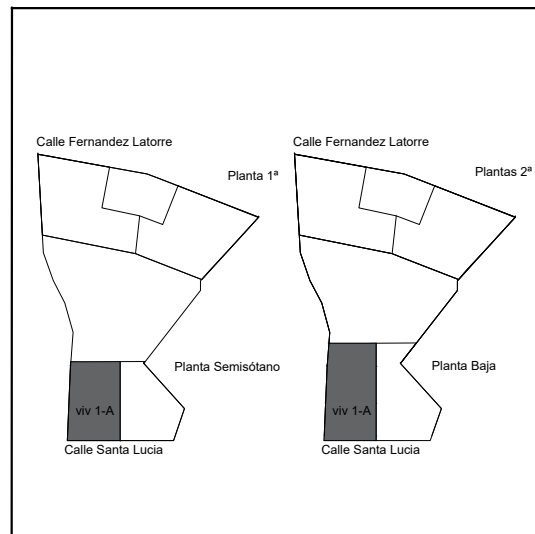 Calle Fernandez Latorre
Planta 1ª
Planta Semisótano
viv 1-A
Calle Santa Lucia
Calle Fernandez Latorre
Plantas 2ª
Planta Baja
viv 1-A
Calle Santa Lucia